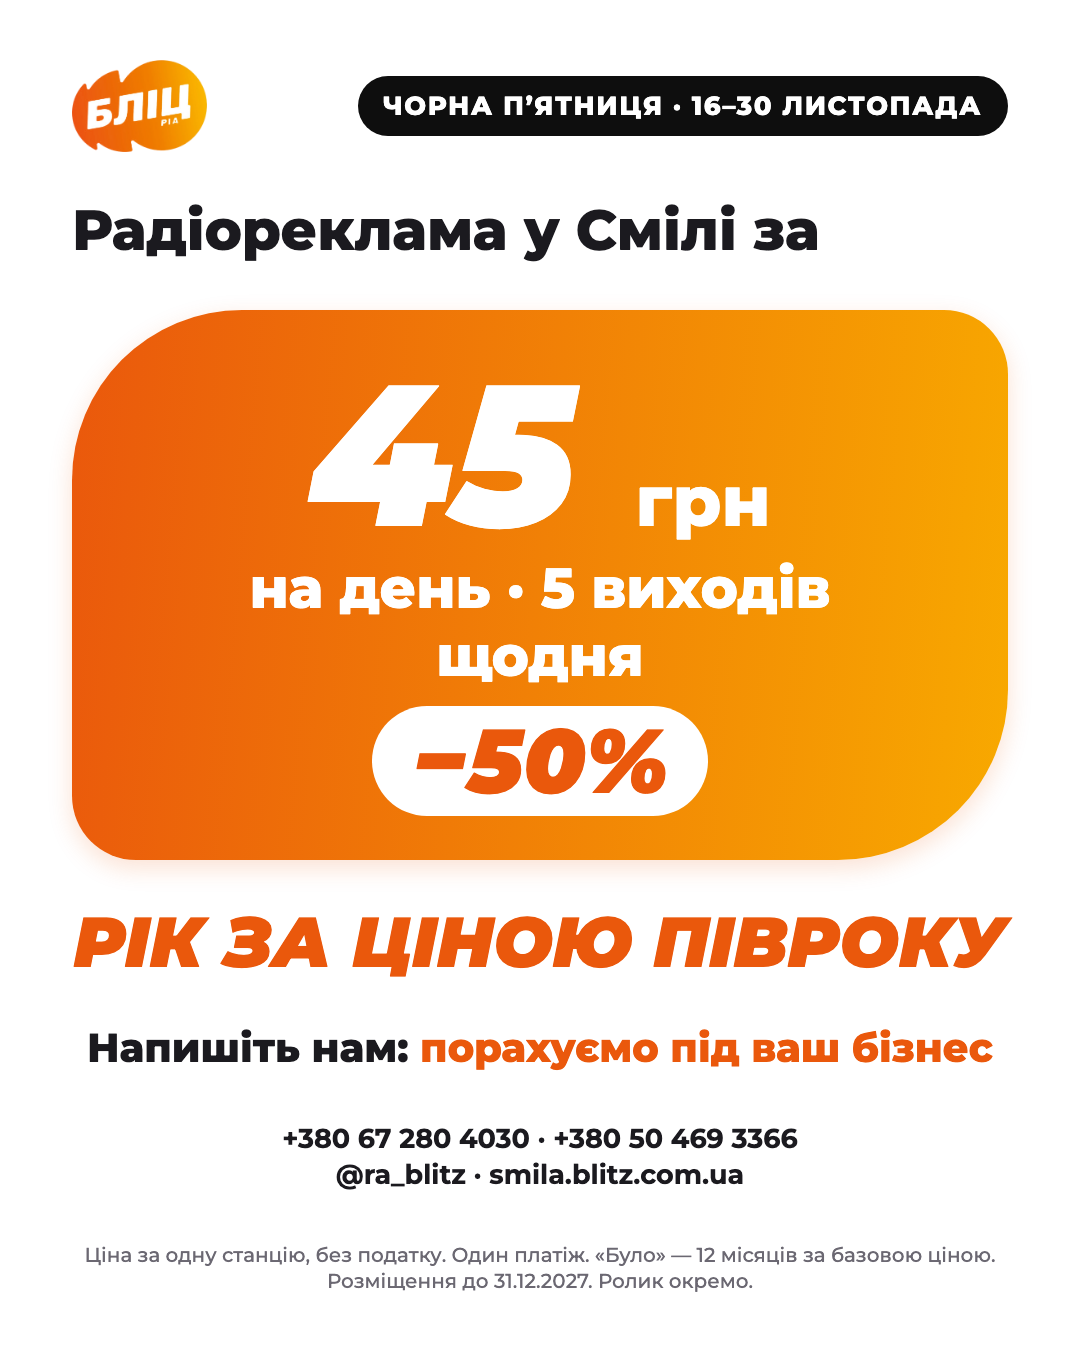 БЛІЦ
РІА
ЧОРНА П’ЯТНИЦЯ · 16–30 ЛИСТОПАДА
Радіореклама у Смілі за
45 грн
на день · 5 виходів
щодня
−50%
РІК ЗА ЦІНОЮ ПІВРОКУ
Напишіть нам: порахуємо під ваш бізнес
+380 67 280 4030 · +380 50 469 3366
@ra_blitz · smila.blitz.com.ua
Ціна за одну станцію, без податку. Один платіж. «Було» — 12 місяців за базовою ціною.
Розміщення до 31.12.2027. Ролик окремо.